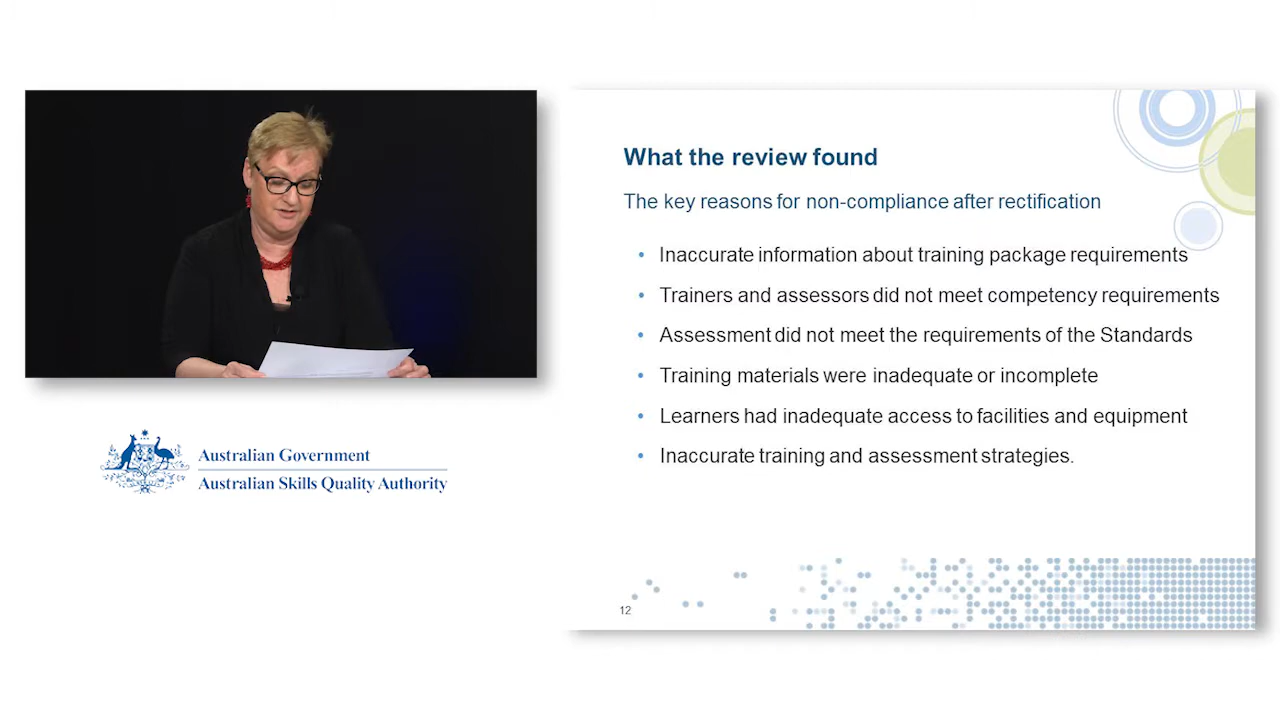 What the review found
The key reasons for non-compliance after rectification
• Inaccurate information about training package requirements
• Trainers and assessors did not meet competency requirements
• Assessment did not meet the requirements of the Standards
• Training materials were inadequate or incomplete
• Learners had inadequate access to facilities and equipment
• Inaccurate training and assessment strategies.
12
Australian Government
Australian Skills Quality Authority